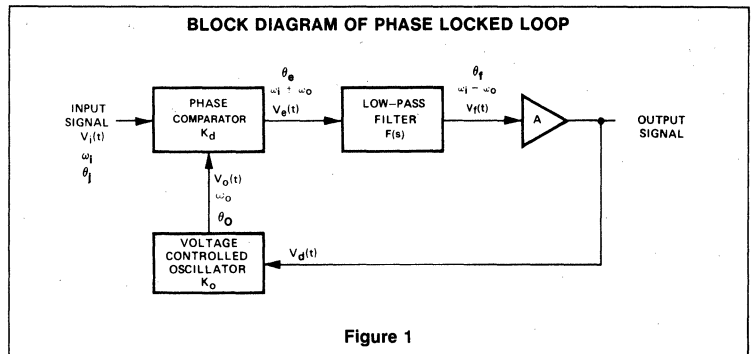 BLOCK DIAGRAM OF PHASE LOCKED LOOP
INPUT
SIGNAL
Vi(t)
ωi
θi
PHASE
COMPARATOR
Kd
θe
ωi ± ωo
Ve(t)
LOW-PASS
FILTER
F(s)
θf
ωi – ωo
Vf(t)
A
OUTPUT
SIGNAL
Vo(t)
ωo
θo
VOLTAGE
CONTROLLED
OSCILLATOR
Ko
Vd(t)
Figure 1